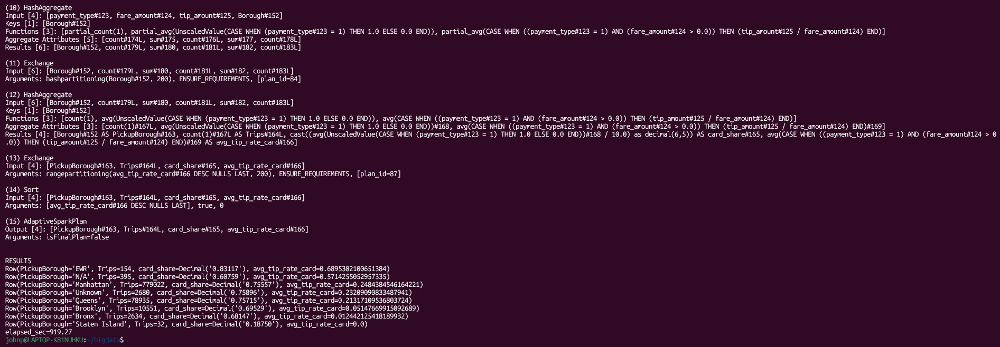 (10) HashAggregate
Input [4]: [payment_type#123, fare_amount#124, tip_amount#125, Borough#152]
Keys [1]: [Borough#152]
Functions [3]: [partial_count(1), partial_avg(UnscaledValue(CASE WHEN (payment_type#123 = 1) THEN 1.0 ELSE 0.0 END)), partial_avg(CASE WHEN ((payment_type#123 = 1) AND (fare_amount#124 > 0.0)) THEN (tip_amount#125 / fare_amount#124) END)]
Aggregate Attributes [5]: [count#174L, sum#175, count#176L, sum#177, count#178L]
Results [6]: [Borough#152, count#179L, sum#180, count#181L, sum#182, count#183L]
(11) Exchange
Input [6]: [Borough#152, count#179L, sum#180, count#181L, sum#182, count#183L]
Arguments: hashpartitioning(Borough#152, 200), ENSURE_REQUIREMENTS, [plan_id=84]
(12) HashAggregate
Input [6]: [Borough#152, count#179L, sum#180, count#181L, sum#182, count#183L]
Keys [1]: [Borough#152]
Functions [3]: [count(1), avg(UnscaledValue(CASE WHEN (payment_type#123 = 1) THEN 1.0 ELSE 0.0 END)), avg(CASE WHEN ((payment_type#123 = 1) AND (fare_amount#124 > 0.0)) THEN (tip_amount#125 / fare_amount#124) END)]
Aggregate Attributes [3]: [count(1)#167L, avg(UnscaledValue(CASE WHEN (payment_type#123 = 1) THEN 1.0 ELSE 0.0 END))#168, avg(CASE WHEN ((payment_type#123 = 1) AND (fare_amount#124 > 0.0)) THEN (tip_amount#125 / fare_amount#124) END)#169]
Results [4]: [Borough#152 AS PickupBorough#163, count(1)#167L AS Trips#164L, cast((avg(UnscaledValue(CASE WHEN (payment_type#123 = 1) THEN 1.0 ELSE 0.0 END))#168 / 10.0) as decimal(6,5)) AS card_share#165, avg(CASE WHEN ((payment_type#123 = 1) AND (fare_amount#124 > 0
.0)) THEN (tip_amount#125 / fare_amount#124) END)#169 AS avg_tip_rate_card#166]
(13) Exchange
Input [4]: [PickupBorough#163, Trips#164L, card_share#165, avg_tip_rate_card#166]
Arguments: rangepartitioning(avg_tip_rate_card#166 DESC NULLS LAST, 200), ENSURE_REQUIREMENTS, [plan_id=87]
(14) Sort
Input [4]: [PickupBorough#163, Trips#164L, card_share#165, avg_tip_rate_card#166]
Arguments: [avg_tip_rate_card#166 DESC NULLS LAST], true, 0
(15) AdaptiveSparkPlan
Output [4]: [PickupBorough#163, Trips#164L, card_share#165, avg_tip_rate_card#166]
Arguments: isFinalPlan=false
RESULTS
Row(PickupBorough='EWR', Trips=154, card_share=Decimal('0.83117'), avg_tip_rate_card=0.6895302100651384)
Row(PickupBorough='N/A', Trips=395, card_share=Decimal('0.60759'), avg_tip_rate_card=0.5714255052957335)
Row(PickupBorough='Manhattan', Trips=779022, card_share=Decimal('0.75557'), avg_tip_rate_card=0.2484384546164221)
Row(PickupBorough='Unknown', Trips=2680, card_share=Decimal('0.75896'), avg_tip_rate_card=0.23209090833487941)
Row(PickupBorough='Queens', Trips=78935, card_share=Decimal('0.75715'), avg_tip_rate_card=0.21317109536803724)
Row(PickupBorough='Brooklyn', Trips=10551, card_share=Decimal('0.69529'), avg_tip_rate_card=0.05147669915092689)
Row(PickupBorough='Bronx', Trips=2634, card_share=Decimal('0.68147'), avg_tip_rate_card=0.012442125418189932)
Row(PickupBorough='Staten Island', Trips=32, card_share=Decimal('0.18750'), avg_tip_rate_card=0.0)
elapsed_sec=919.27
johnp@LAPTOP-K81NUHKU:~/bigdata$